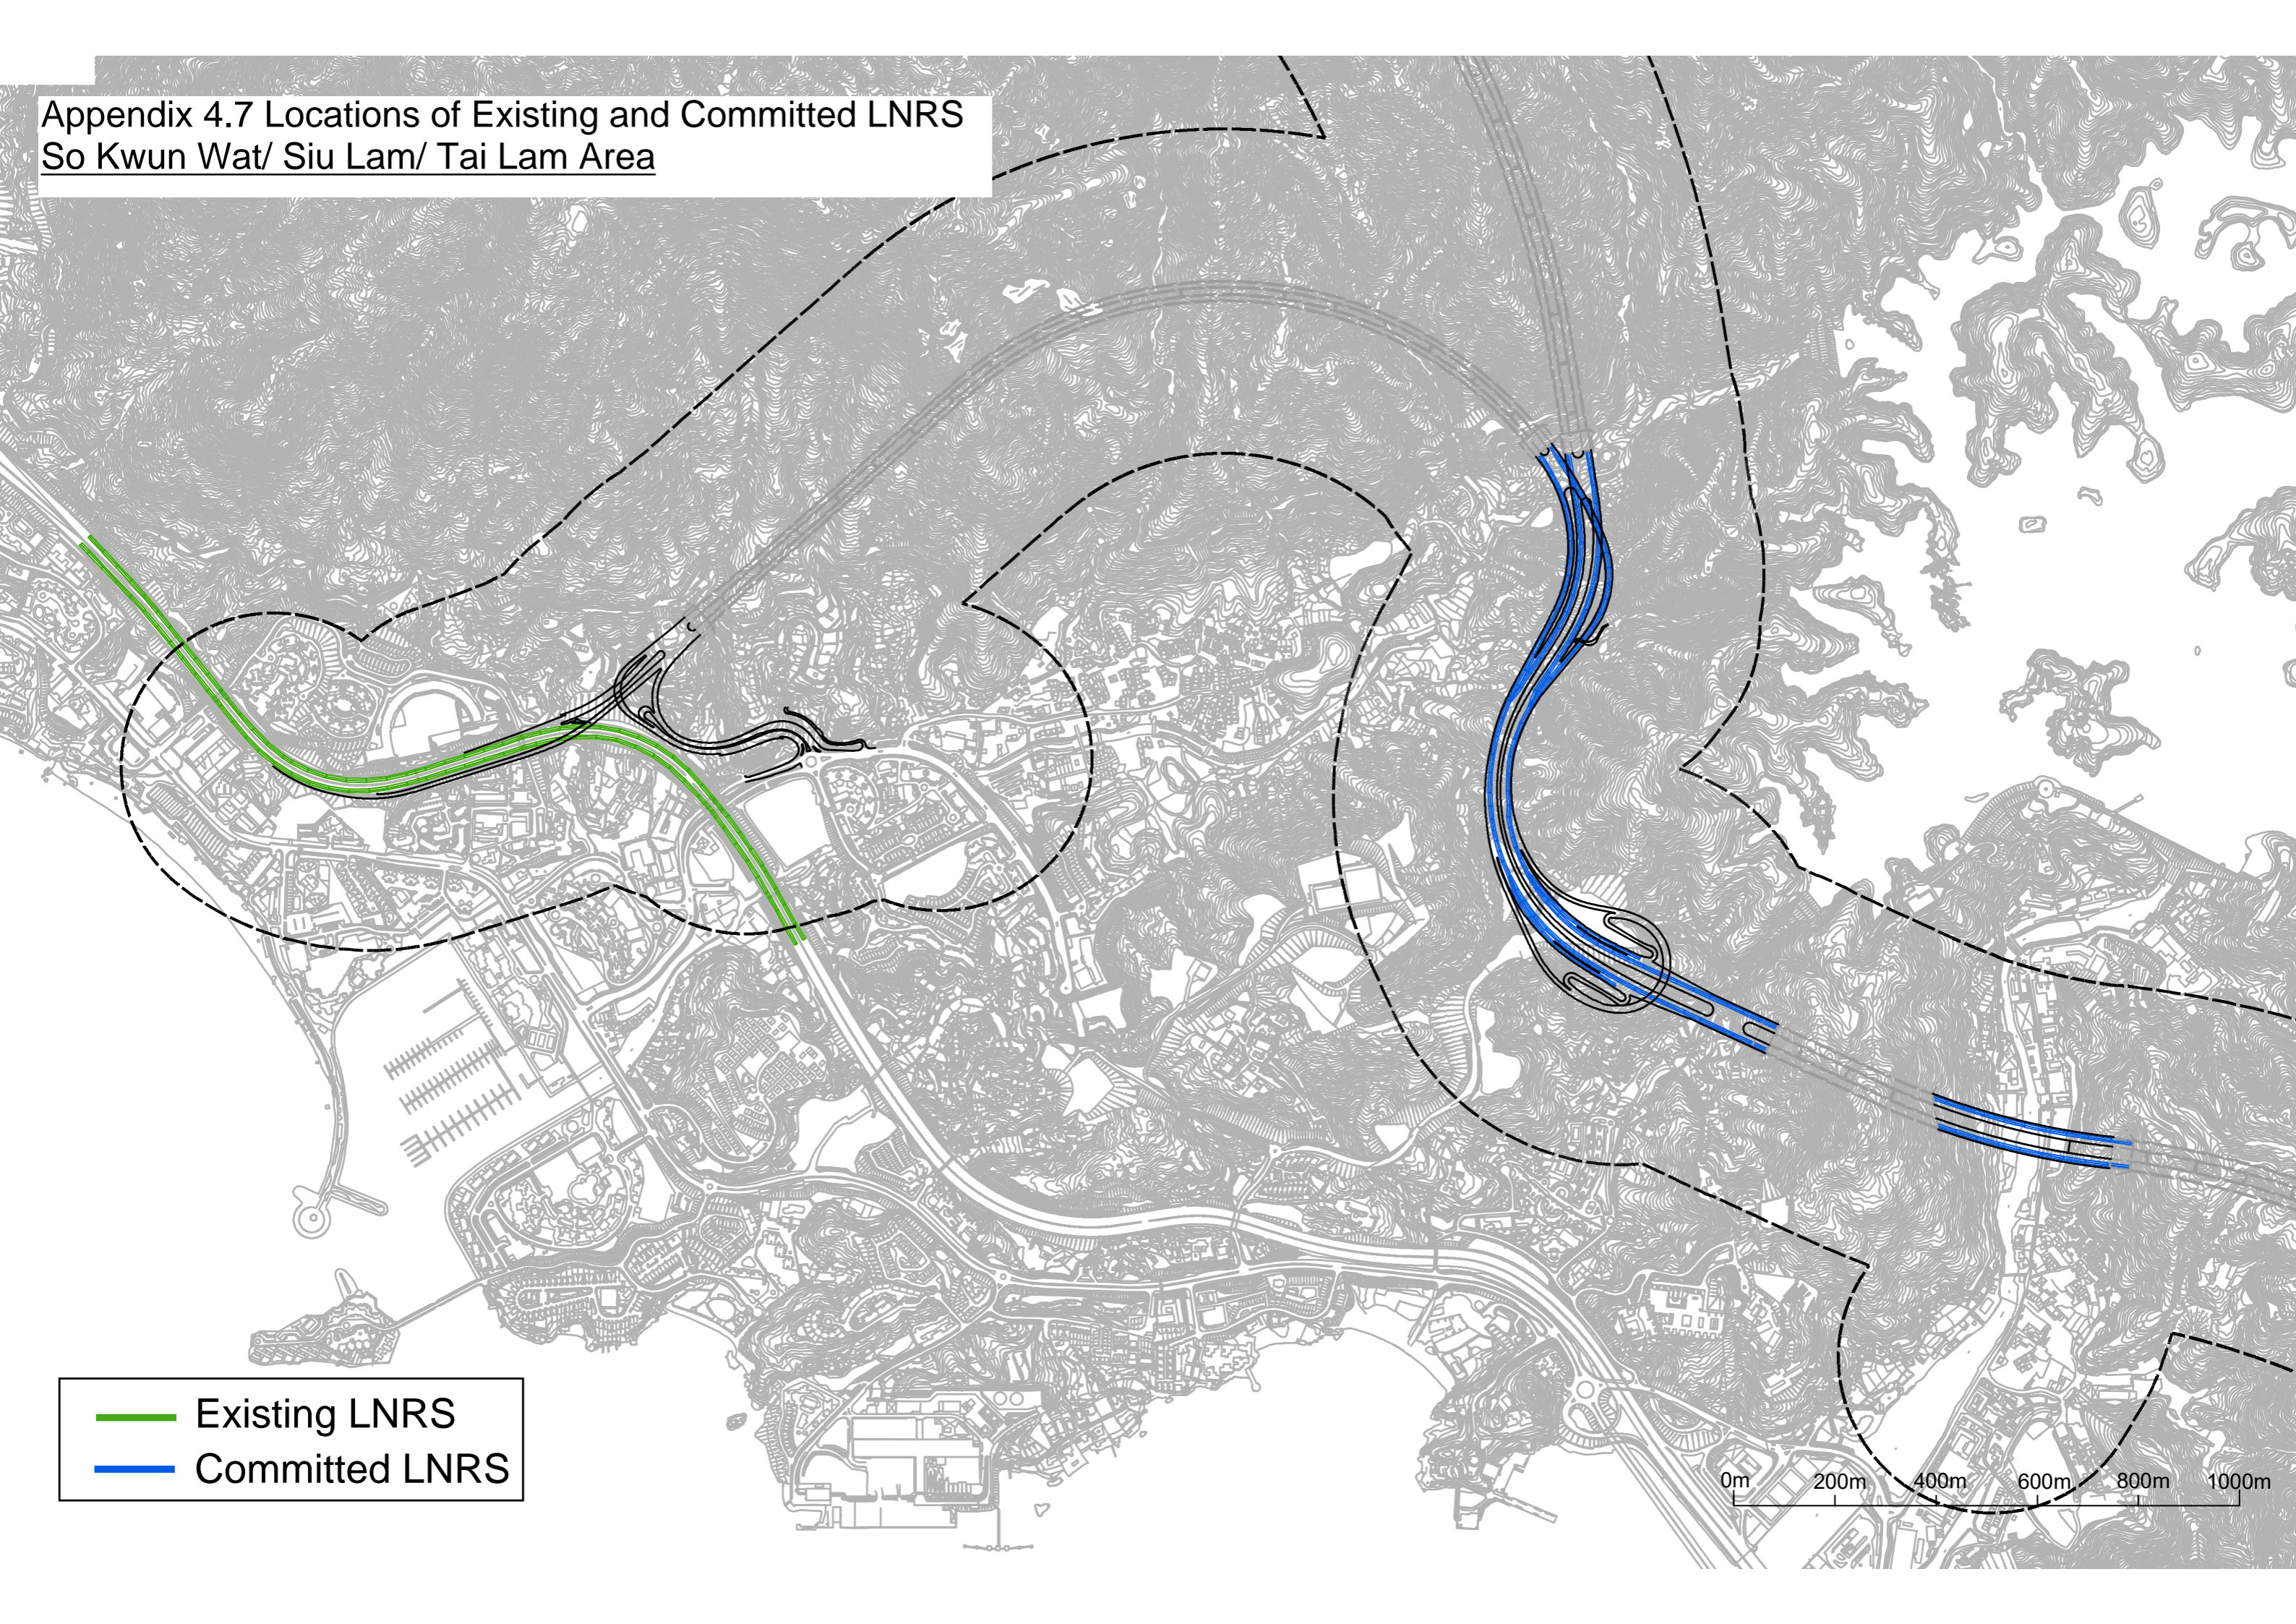 Appendix 4.7 Locations of Existing and Committed LNRS
So Kwun Wat/ Siu Lam/ Tai Lam Area
Existing LNRS
Committed LNRS
0m 200m 400m 600m 800m 1000m